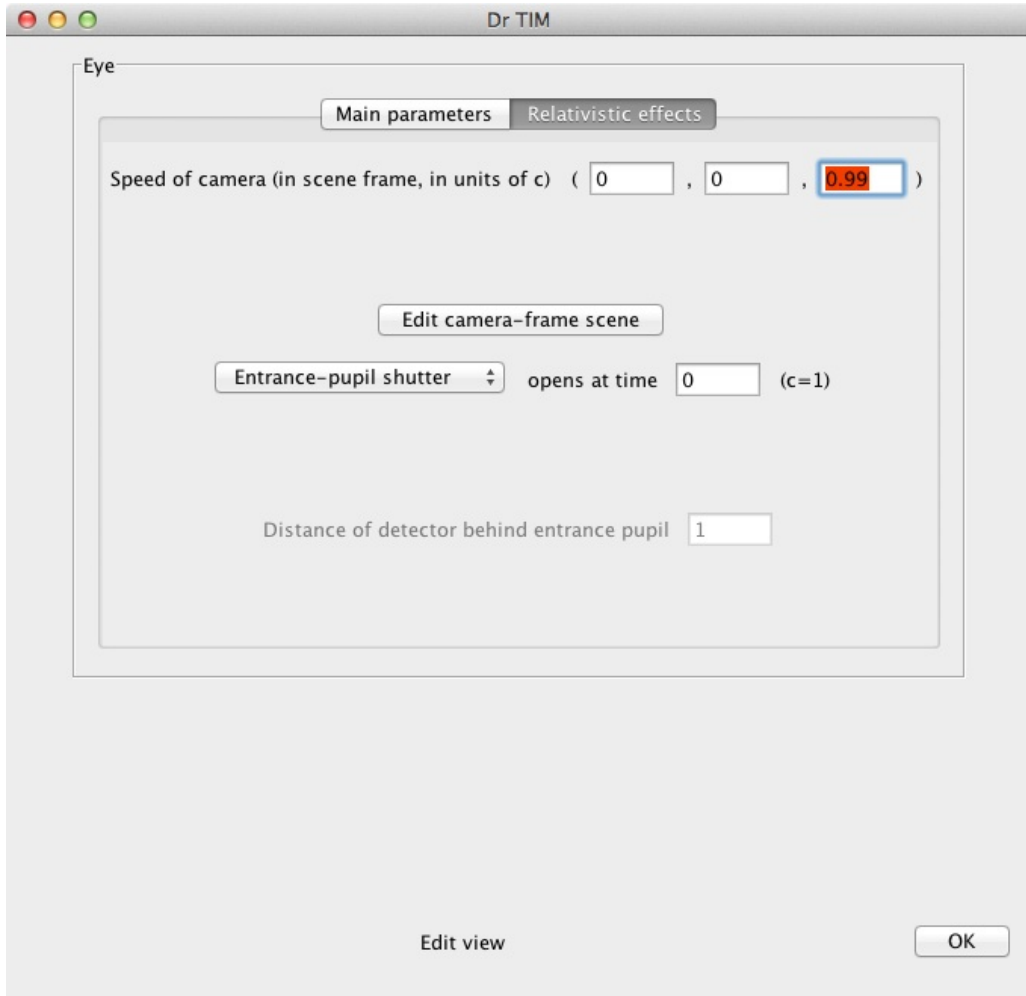 Dr TIM
Eye
Main parameters Relativistic effects
Speed of camera (in scene frame, in units of c) ( 0 , 0 , 0.99 )
Edit camera-frame scene
Entrance-pupil shutter opens at time 0 (c=1)
Distance of detector behind entrance pupil 1
Edit view OK